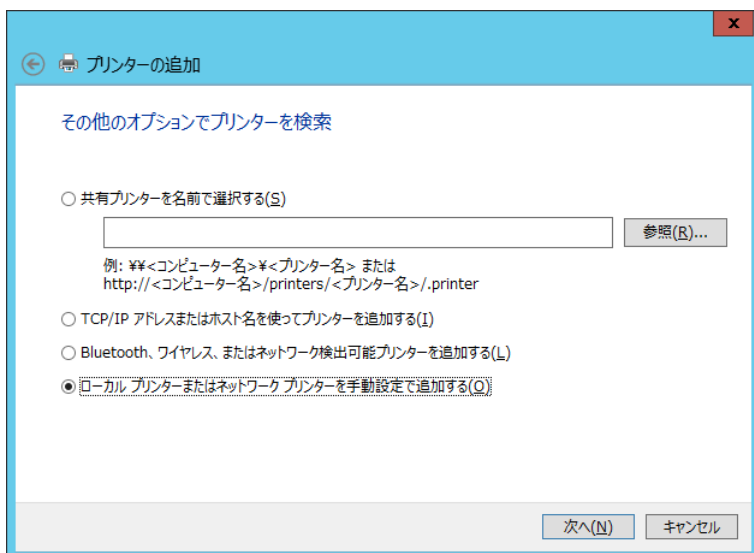 x
プリンターの追加
その他のオプションでプリンターを検索
共有プリンターを名前で選択する(S)
参照(R)...
例: ¥¥<コンピューター名>¥<プリンター名> または
http://<コンピューター名>/printers/<プリンター名>/.printer
TCP/IP アドレスまたはホスト名を使ってプリンターを追加する(I)
Bluetooth、ワイヤレス、またはネットワーク検出可能プリンターを追加する(L)
ローカル プリンターまたはネットワーク プリンターを手動設定で追加する(O)
次へ(N) キャンセル